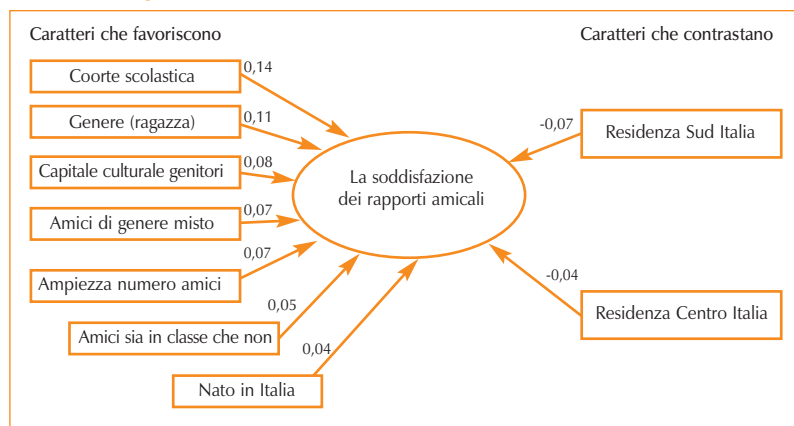 Caratteri che favoriscono
Caratteri che contrastano
Coorte scolastica
0,14
Genere (ragazza)
0,11
Capitale culturale genitori
0,08
Amici di genere misto
0,07
Ampiezza numero amici
0,07
Amici sia in classe che non
0,05
Nato in Italia
0,04
La soddisfazione
dei rapporti amicali
-0,07
Residenza Sud Italia
-0,04
Residenza Centro Italia